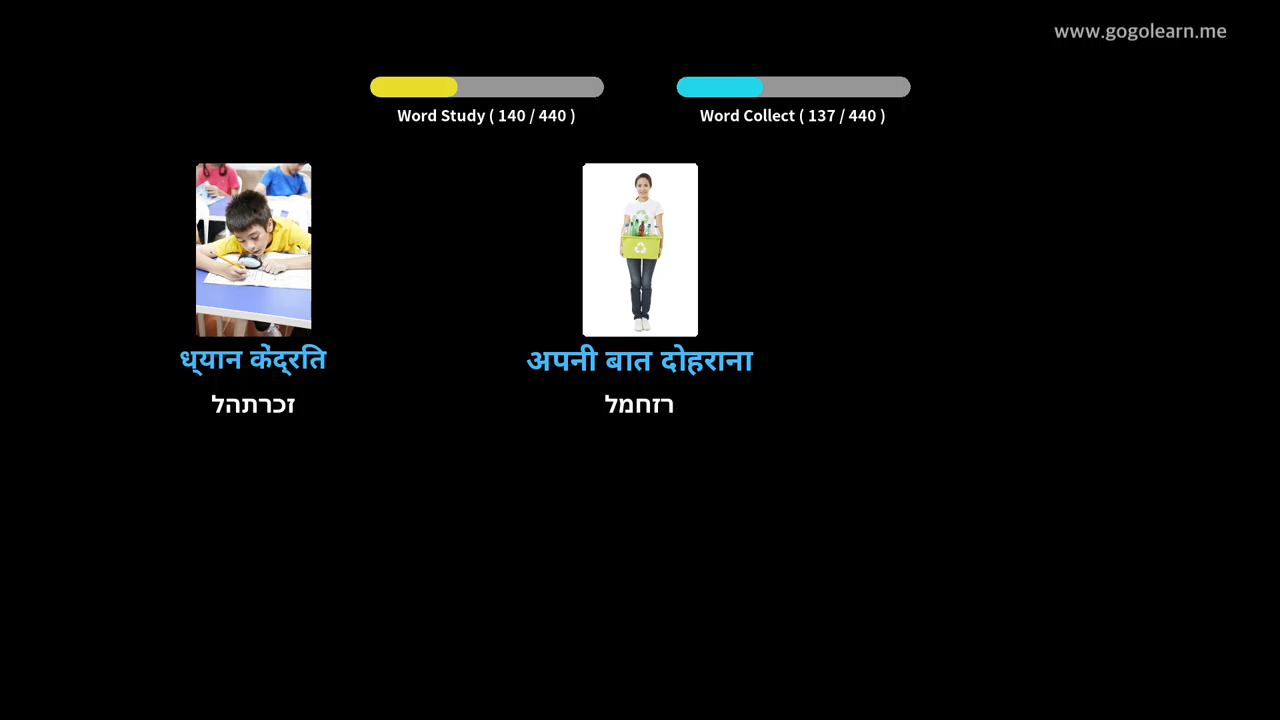 www.gogolearn.me
Word Study ( 140 / 440 )
Word Collect ( 137 / 440 )
ध्यान केंद्रति
זכרתהל
अपनी बात दोहराना
רזחמל